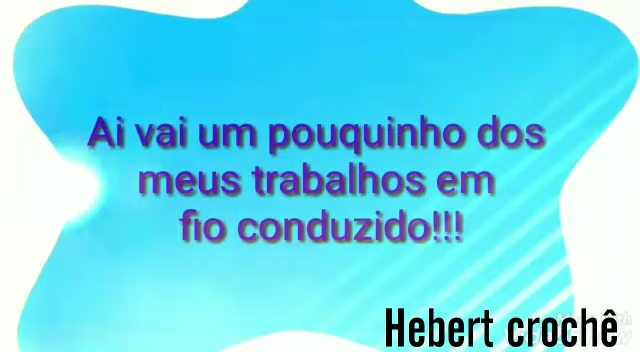 Ai vai um pouquinho dos
meus trabalhos em
fio conduzido!!!
Hebert crochê